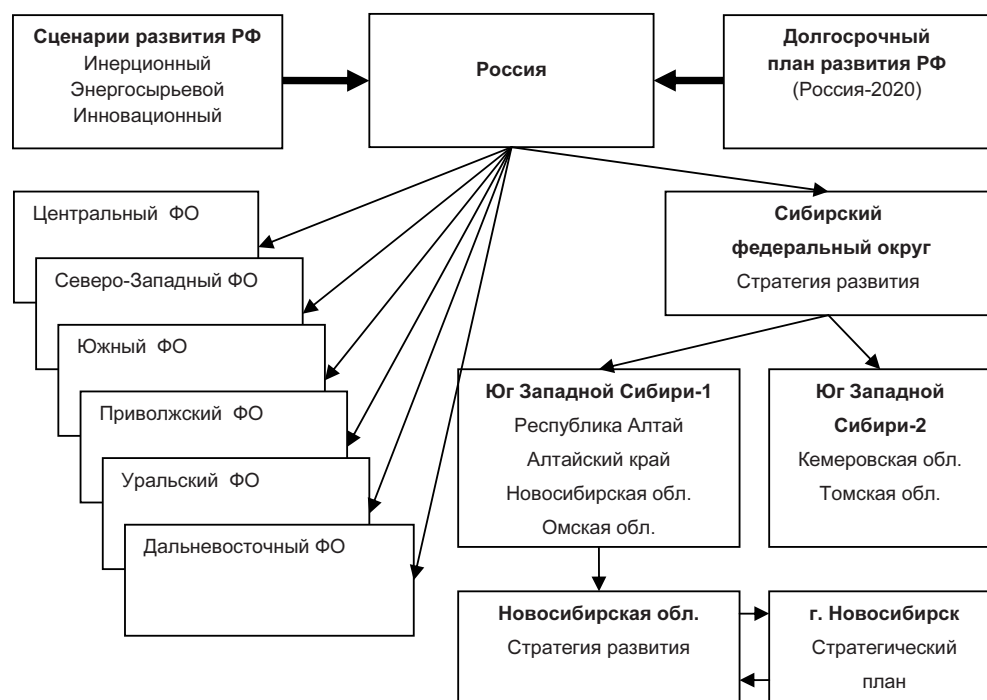 Сценарии развития РФ
Инерционный
Энергосырьевой
Инновационный
Россия
Долгосрочный
план развития РФ
(Россия-2020)
Центральный ФО
Северо-Западный ФО
Южный ФО
Приволжский ФО
Уральский ФО
Дальневосточный ФО
Сибирский
федеральный округ
Стратегия развития
Юг Западной Сибири-1
Республика Алтай
Алтайский край
Новосибирская обл.
Омская обл.
Юг Западной
Сибири-2
Кемеровская обл.
Томская обл.
Новосибирская обл.
Стратегия развития
г. Новосибирск
Стратегический
план